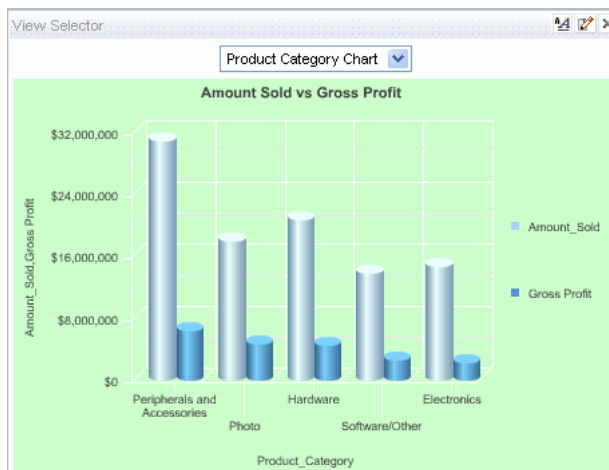 View Selector
Product Category Chart
Amount Sold vs Gross Profit
$32,000,000
$24,000,000
$16,000,000
$8,000,000
$0
Amount_Sold,Gross Profit
Amount_Sold
Gross Profit
Peripherals and
Accessories
Photo
Hardware
Software/Other
Electronics
Product_Category